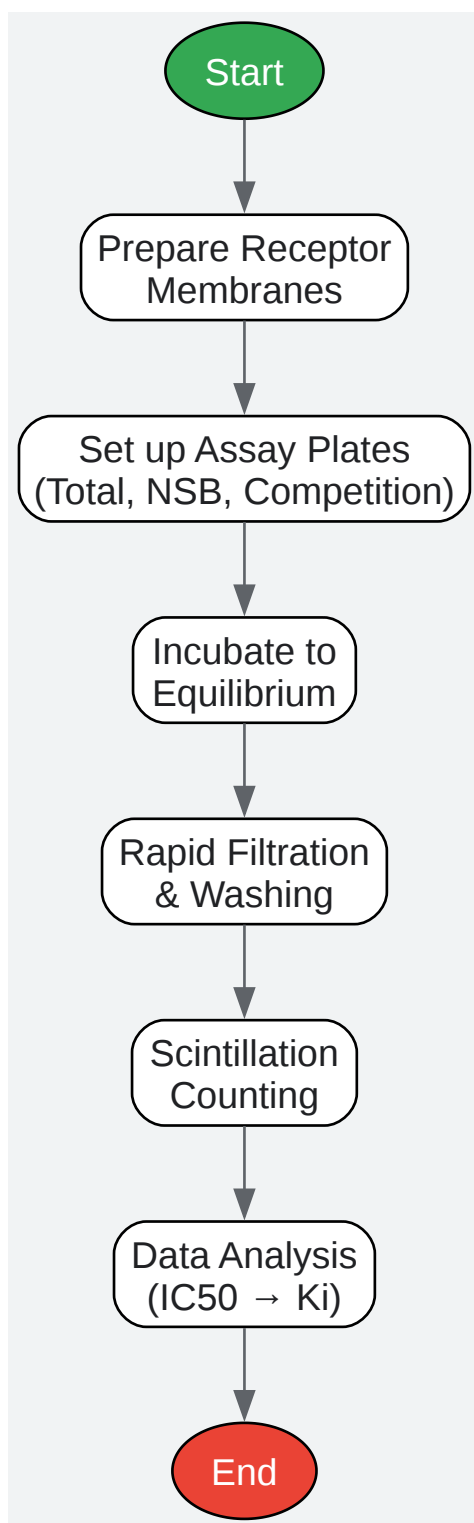 Start
Prepare Receptor
Membranes
Set up Assay Plates
(Total, NSB, Competition)
Incubate to
Equilibrium
Rapid Filtration
& Washing
Scintillation
Counting
Data Analysis
(IC50 → Ki)
End